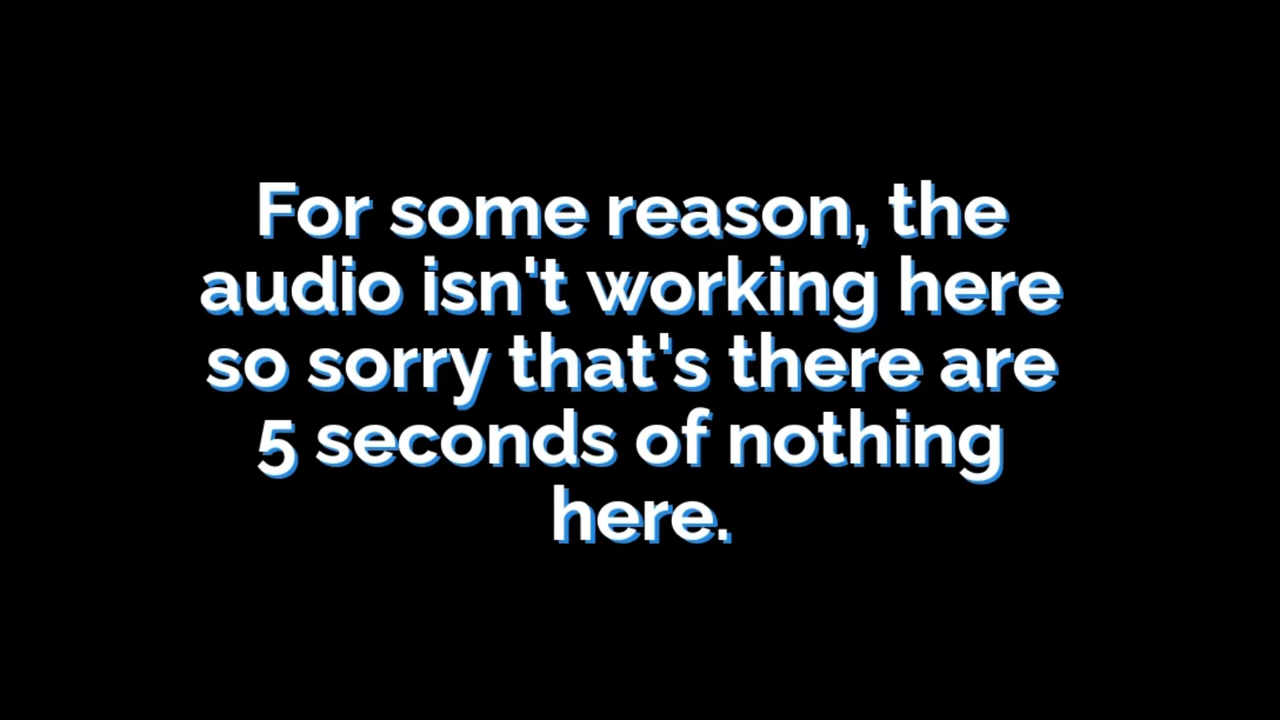 For some reason, the
audio isn't working here
so sorry that's there are
5 seconds of nothing
here.